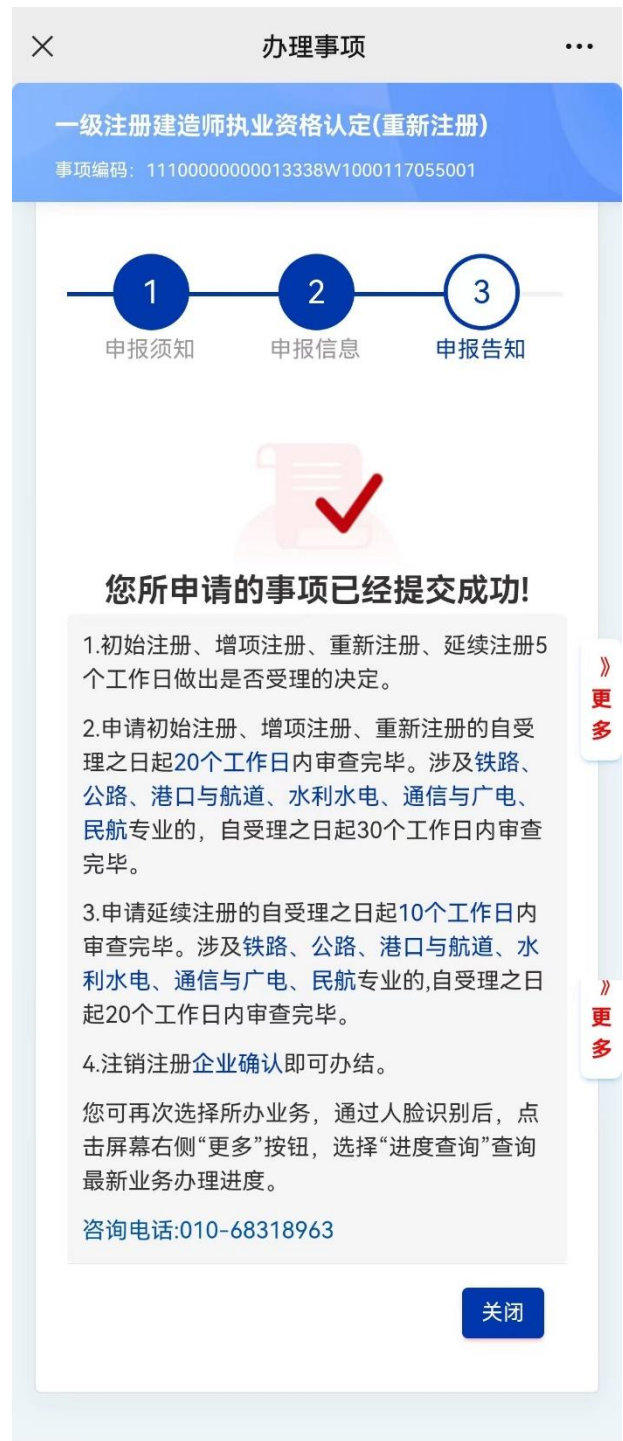 办理事项
一级注册建造师执业资格认定(重新注册)
事项编码：11100000000013338W1000117055001
1
2
3
申报须知
申报信息
申报告知
您所申请的事项已经提交成功!
1.初始注册、增项注册、重新注册、延续注册5
个工作日做出是否受理的决定。
2.申请初始注册、增项注册、重新注册的自受
理之日起20个工作日内审查完毕。涉及铁路、
公路、港口与航道、水利水电、通信与广电、
民航专业的，自受理之日起30个工作日内审查
完毕。
3.申请延续注册的自受理之日起10个工作日内
审查完毕。涉及铁路、公路、港口与航道、水
利水电、通信与广电、民航专业的,自受理之日
起20个工作日内审查完毕。
4.注销注册企业确认即可办结。
您可再次选择所办业务，通过人脸识别后，点
击屏幕右侧“更多”按钮，选择“进度查询”查询
最新业务办理进度。
咨询电话:010-68318963
》
更
多
》
更
多
关闭